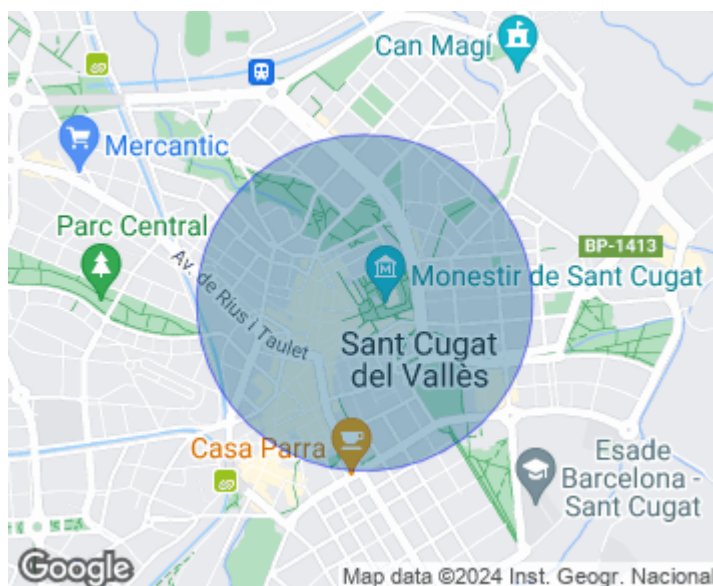 Can Magí
Mercantic
Parc Central
BP-1413
Av. de Rius i Taulet
Monestir de Sant Cugat
Sant Cugat
del Vallès
Casa Parra
Esade
Barcelona -
Sant Cugat
Google
Map data ©2024 Inst. Geogr. Nacional